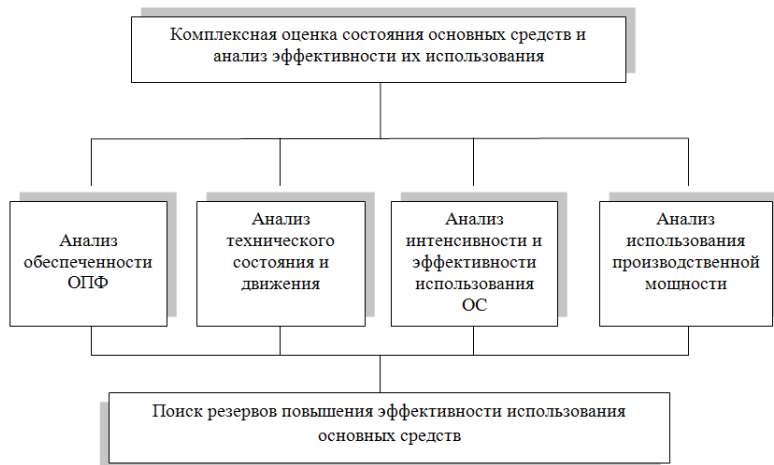 Комплексная оценка состояния основных средств и
анализ эффективности их использования
Анализ
обеспеченности
ОПФ
Анализ
технического
состояния и
движения
Анализ
интенсивности и
эффективности
использования
ОС
Анализ
использования
производственной
мощности
Поиск резервов повышения эффективности использования
основных средств